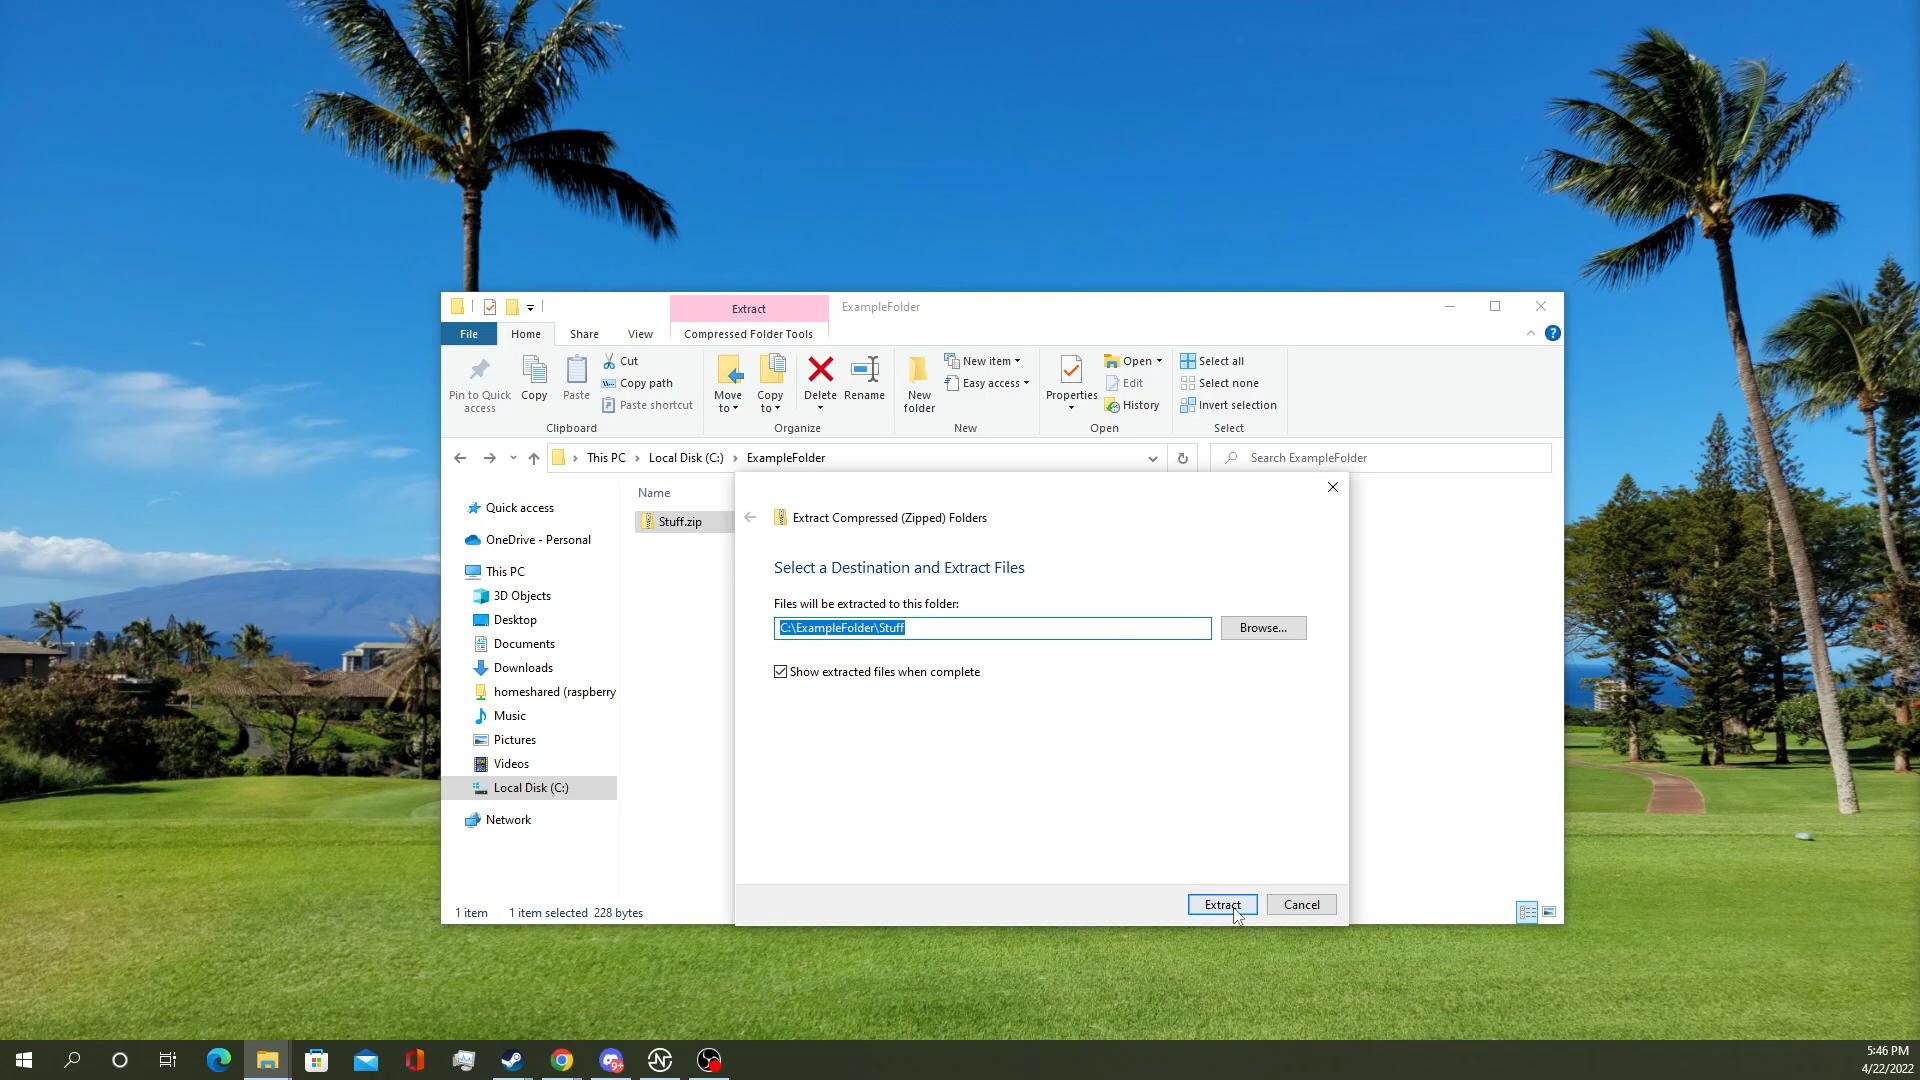 Extract
ExampleFolder
File
Home
Share
View
Compressed Folder Tools
Pin to Quick access
Copy
Paste
Cut
Copy path
Paste shortcut
Clipboard
Move to
Copy to
Delete
Rename
Organize
New folder
New item
Easy access
New
Properties
Open
Edit
History
Open
Select all
Select none
Invert selection
Select
This PC
Local Disk (C:)
ExampleFolder
Search ExampleFolder
Quick access
OneDrive - Personal
This PC
3D Objects
Desktop
Documents
Downloads
homeshared (raspberry
Music
Pictures
Videos
Local Disk (C:)
Network
Name
Stuff.zip
Extract Compressed (Zipped) Folders
Select a Destination and Extract Files
Files will be extracted to this folder:
C:\ExampleFolder\Stuff
Browse...
Show extracted files when complete
Extract
Cancel
1 item
1 item selected 228 bytes
9+
5:46 PM
4/22/2022